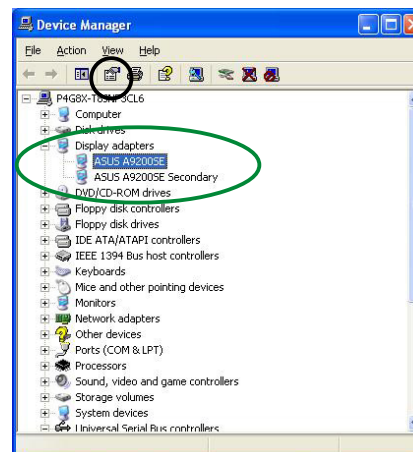 Device Manager
File Action View Help
P4G8X-T63NF3CL6
Computer
Disk drives
Display adapters
ASUS A9200SE
ASUS A9200SE Secondary
DVD/CD-ROM drives
Floppy disk controllers
Floppy disk drives
IDE ATA/ATAPI controllers
IEEE 1394 Bus host controllers
Keyboards
Mice and other pointing devices
Monitors
Network adapters
Other devices
Ports (COM & LPT)
Processors
Sound, video and game controllers
Storage volumes
System devices
Universal Serial Bus controllers